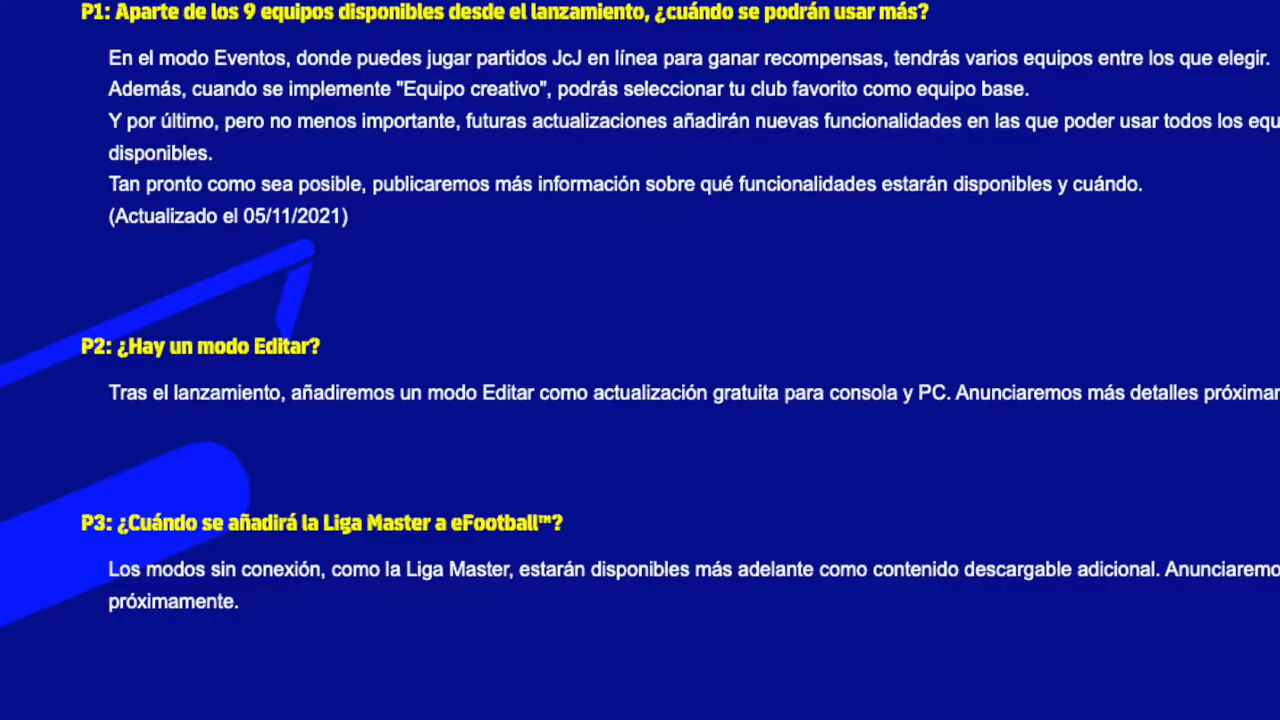 P1: Aparte de los 9 equipos disponibles desde el lanzamiento, ¿cuándo se podrán usar más?
En el modo Eventos, donde puedes jugar partidos JcJ en línea para ganar recompensas, tendrás varios equipos entre los que elegir.
Además, cuando se implemente "Equipo creativo", podrás seleccionar tu club favorito como equipo base.
Y por último, pero no menos importante, futuras actualizaciones añadirán nuevas funcionalidades en las que poder usar todos los
disponibles.
Tan pronto como sea posible, publicaremos más información sobre qué funcionalidades estarán disponibles y cuándo.
(Actualizado el 05/11/2021)
P2: ¿Hay un modo Editar?
Tras el lanzamiento, añadiremos un modo Editar como actualización gratuita para consola y PC. Anunciaremos más detalles
P3: ¿Cuándo se añadirá la Liga Master a eFootball™?
Los modos sin conexión, como la Liga Master, estarán disponibles más adelante como contenido descargable adicional.
próximamente.